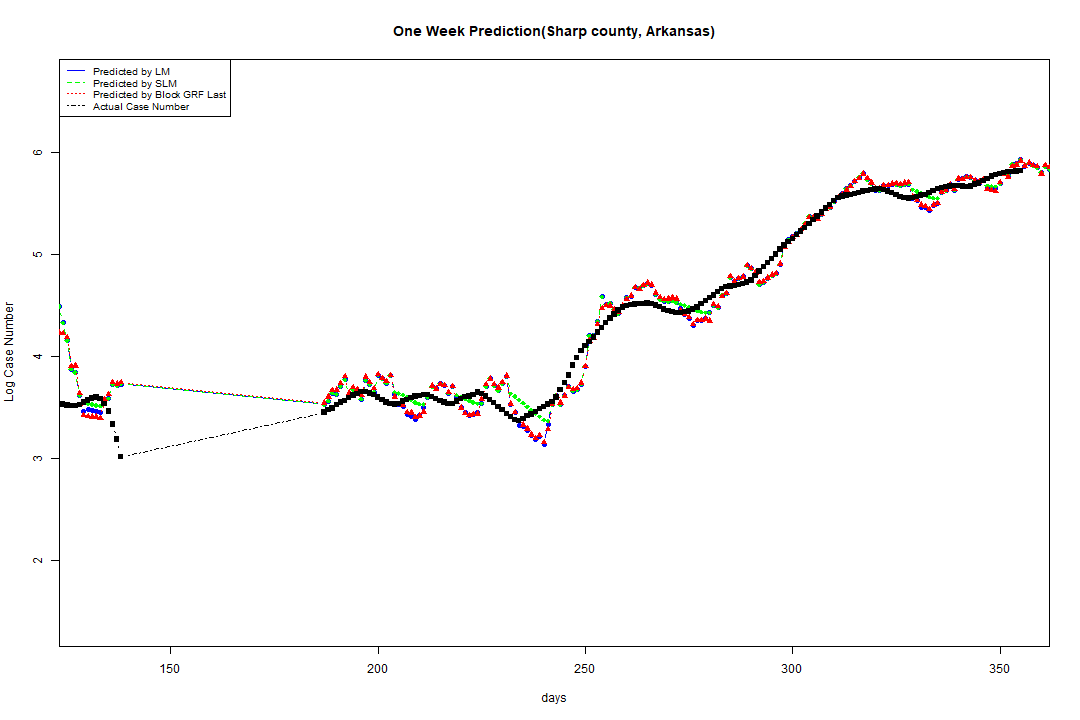 One Week Prediction(Sharp county, Arkansas)
Predicted by LM
Predicted by SLM
Predicted by Block GRF Last
Actual Case Number
Log Case Number
6
5
4
3
2
150 200 250 300 350
days